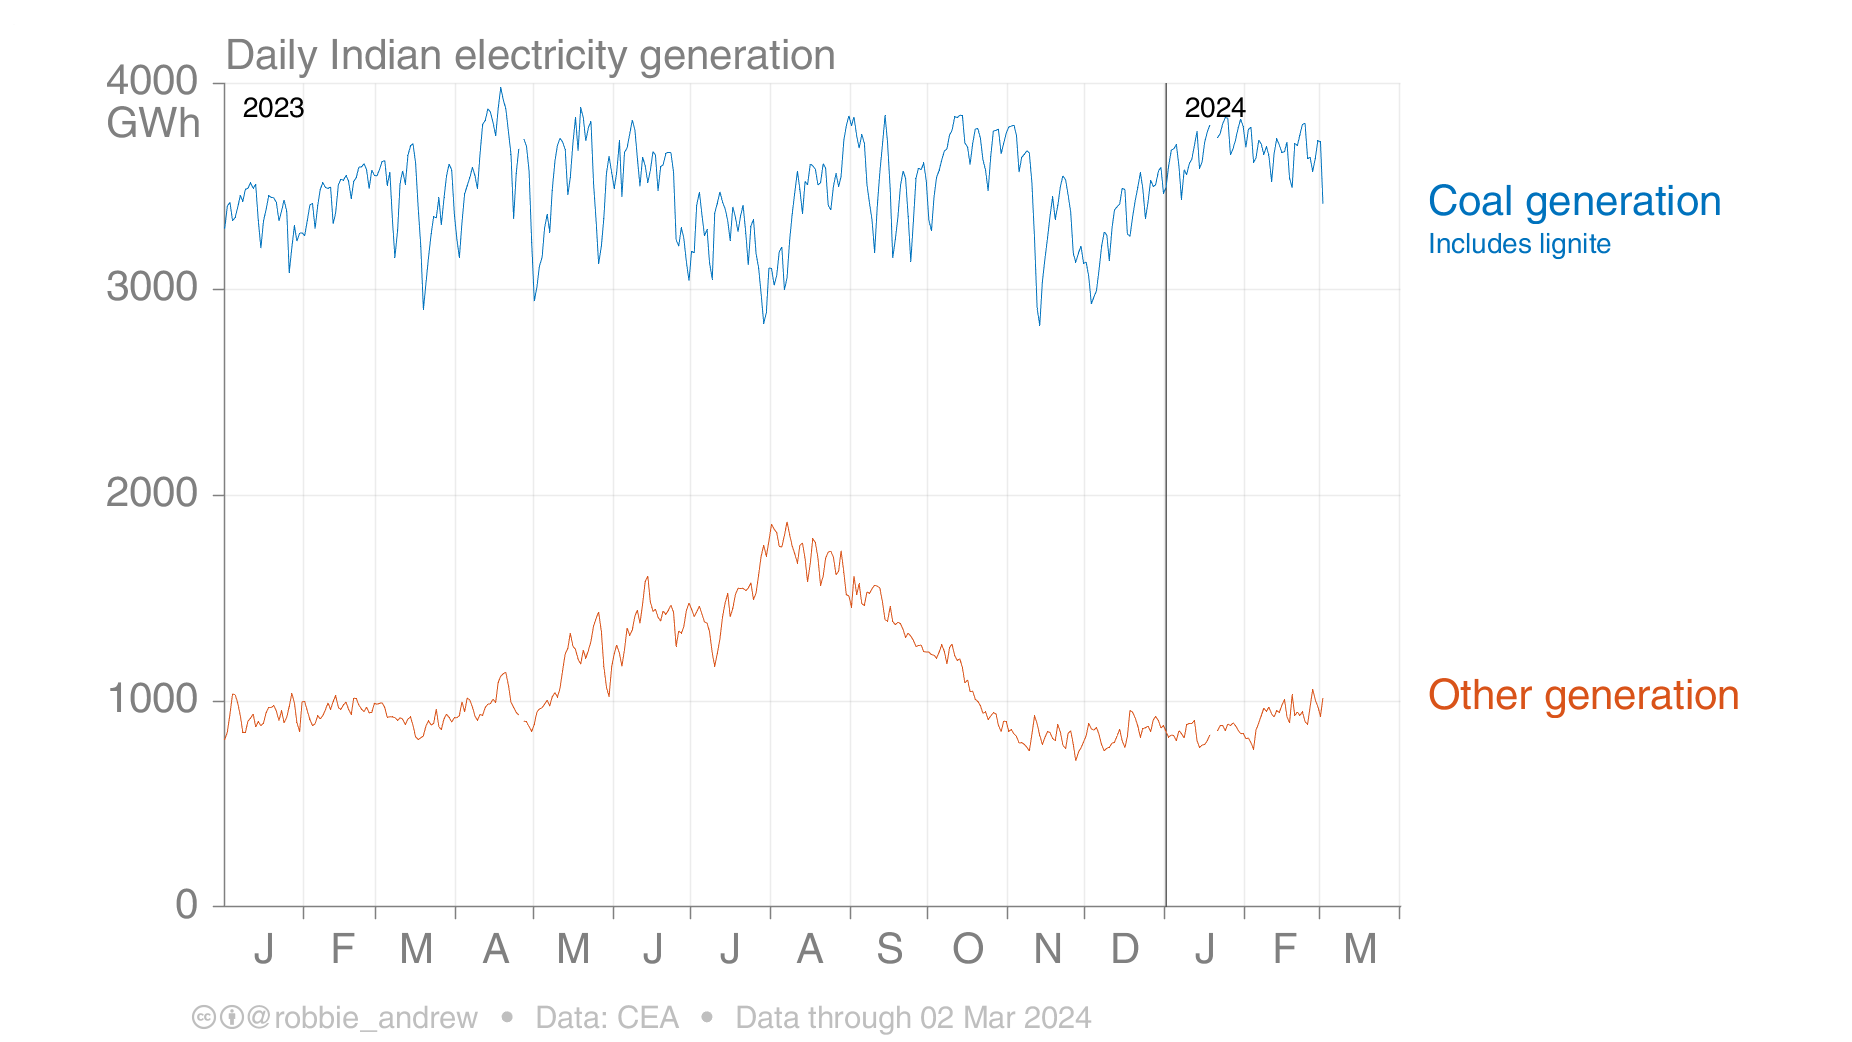 Daily Indian electricity generation
4000
GWh
2023
2024
Coal generation
Includes lignite
3000
2000
1000
Other generation
0
J F M A M J J A S O N D J F M
cc @robbie_andrew • Data: CEA • Data through 02 Mar 2024